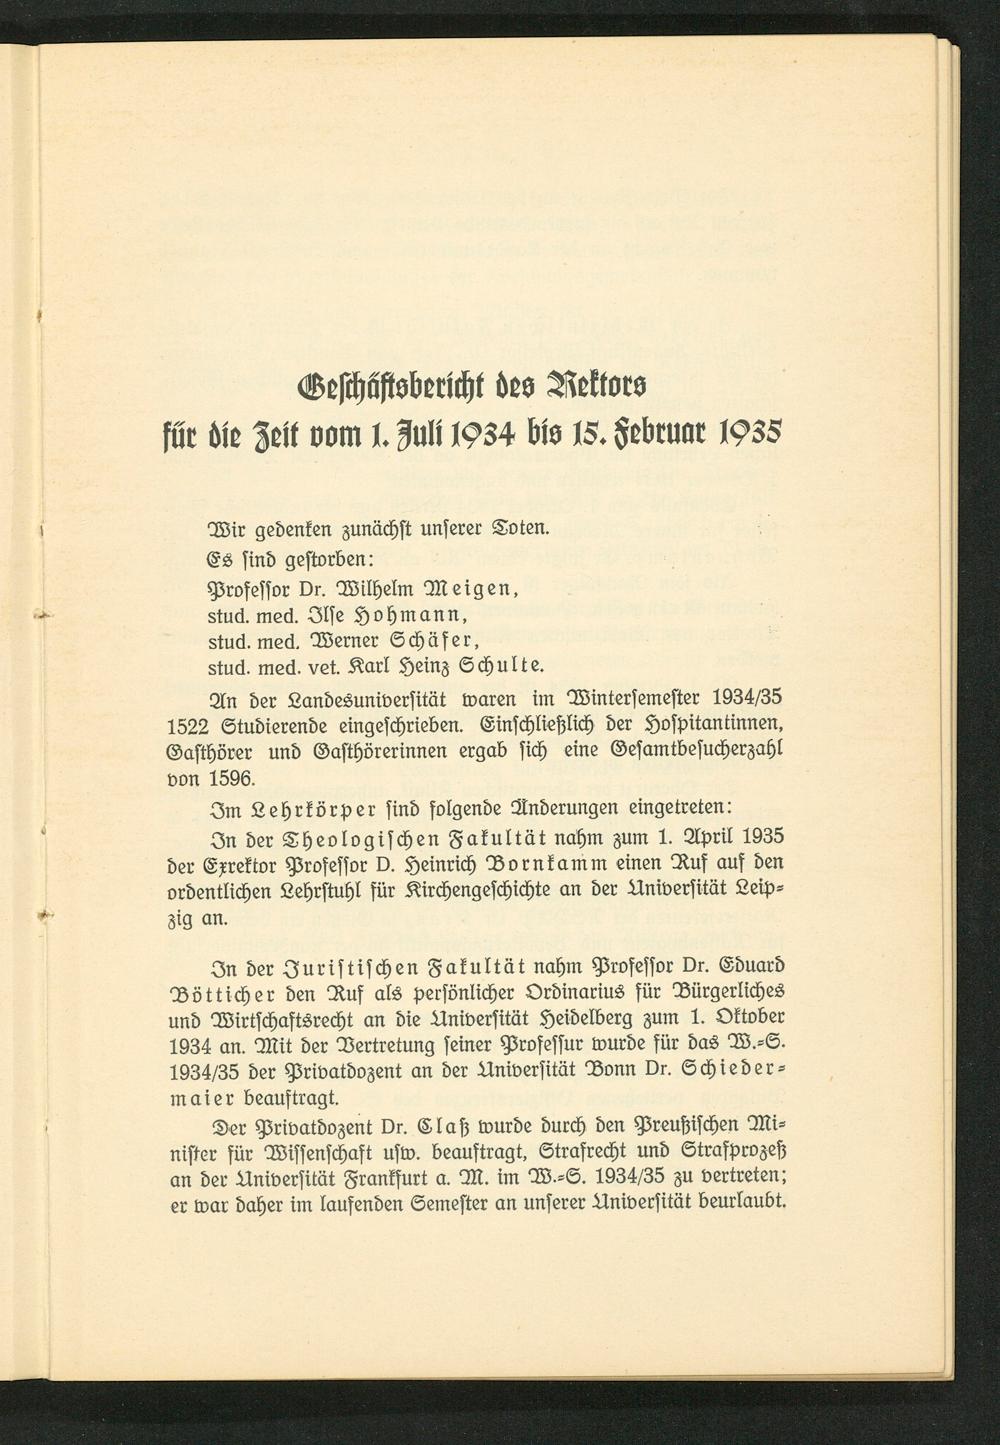 Geschäftsbericht des Rektors
für die Zeit vom 1. Juli 1934 bis 15. Februar 1935
Wir gedenken zunächst unserer Toten.
Es sind gestorben:
Professor Dr. Wilhelm Meigen,
stud. med. Ilse Hohmann,
stud. med. Werner Schäfer,
stud. med. vet. Karl Heinz Schulte.
An der Landesuniversität waren im Wintersemester 1934/35
1522 Studierende eingeschrieben. Einschließlich der Hospitantinnen,
Gasthörer und Gasthörerinnen ergab sich eine Gesamtbesucherzahl
von 1596.
Im Lehrkörper sind folgende Änderungen eingetreten:
In der Theologischen Fakultät nahm zum 1. April 1935
der Exrektor Professor D. Heinrich Bornkamm einen Ruf auf den
ordentlichen Lehrstuhl für Kirchengeschichte an der Universität Leip-
zig an.
In der Juristischen Fakultät nahm Professor Dr. Eduard
Bötticher den Ruf als persönlicher Ordinarius für Bürgerliches
und Wirtschaftsrecht an die Universität Heidelberg zum 1. Oktober
1934 an. Mit der Vertretung seiner Professur wurde für das W.-S.
1934/35 der Privatdozent an der Universität Bonn Dr. Schieder-
maier beauftragt.
Der Privatdozent Dr. Claß wurde durch den Preußischen Mi-
nister für Wissenschaft usw. beauftragt, Strafrecht und Strafprozeß
an der Universität Frankfurt a. M. im W.-S. 1934/35 zu vertreten;
er war daher im laufenden Semester an unserer Universität beurlaubt.